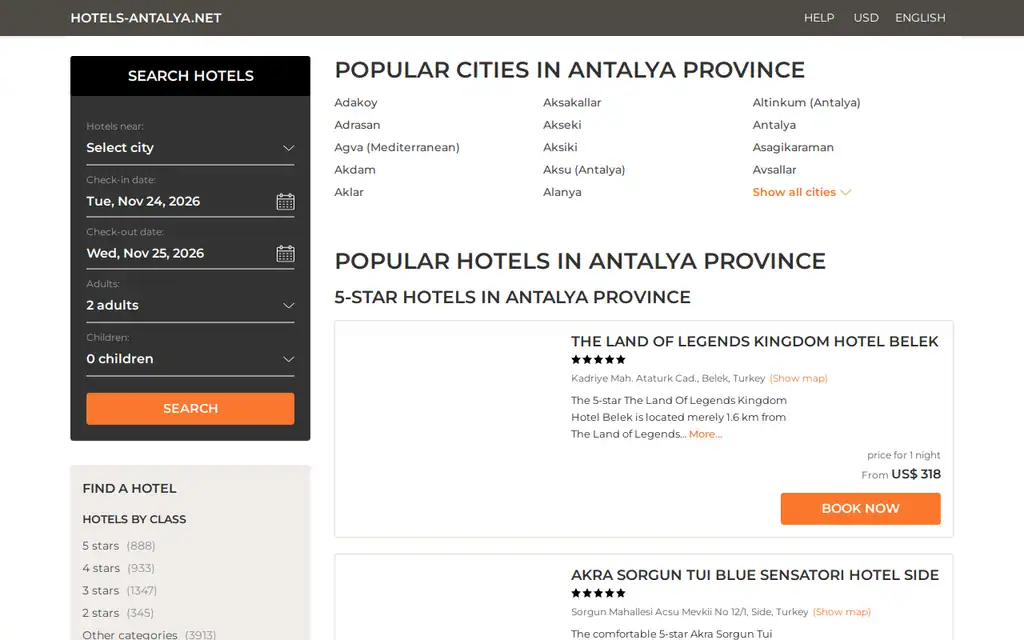 HOTELS-ANTALYA.NET
HELP
USD
ENGLISH
SEARCH HOTELS
Hotels near:
Select city
Check-in date:
Tue, Nov 24, 2026
Check-out date:
Wed, Nov 25, 2026
Adults:
2 adults
Children:
0 children
SEARCH
FIND A HOTEL
HOTELS BY CLASS
5 stars (888)
4 stars (933)
3 stars (1347)
2 stars (345)
Other categories (3913)
POPULAR CITIES IN ANTALYA PROVINCE
Adakoy
Adrasan
Agva (Mediterranean)
Akdam
Aklar
Aksakallar
Akseki
Aksiki
Aksu (Antalya)
Alanya
Altinkum (Antalya)
Antalya
Asagikaraman
Avsallar
Show all cities
POPULAR HOTELS IN ANTALYA PROVINCE
5-STAR HOTELS IN ANTALYA PROVINCE
THE LAND OF LEGENDS KINGDOM HOTEL BELEK
Kadriye Mah. Ataturk Cad., Belek, Turkey (Show map)
The 5-star The Land Of Legends Kingdom
Hotel Belek is located merely 1.6 km from
The Land of Legends... More...
price for 1 night
From US$ 318
BOOK NOW
AKRA SORGUN TUI BLUE SENSATORI HOTEL SIDE
Sorgun Mahallesi Acsu Mevkii No 12/1, Side, Turkey (Show map)
The comfortable 5-star Akra Sorgun Tui